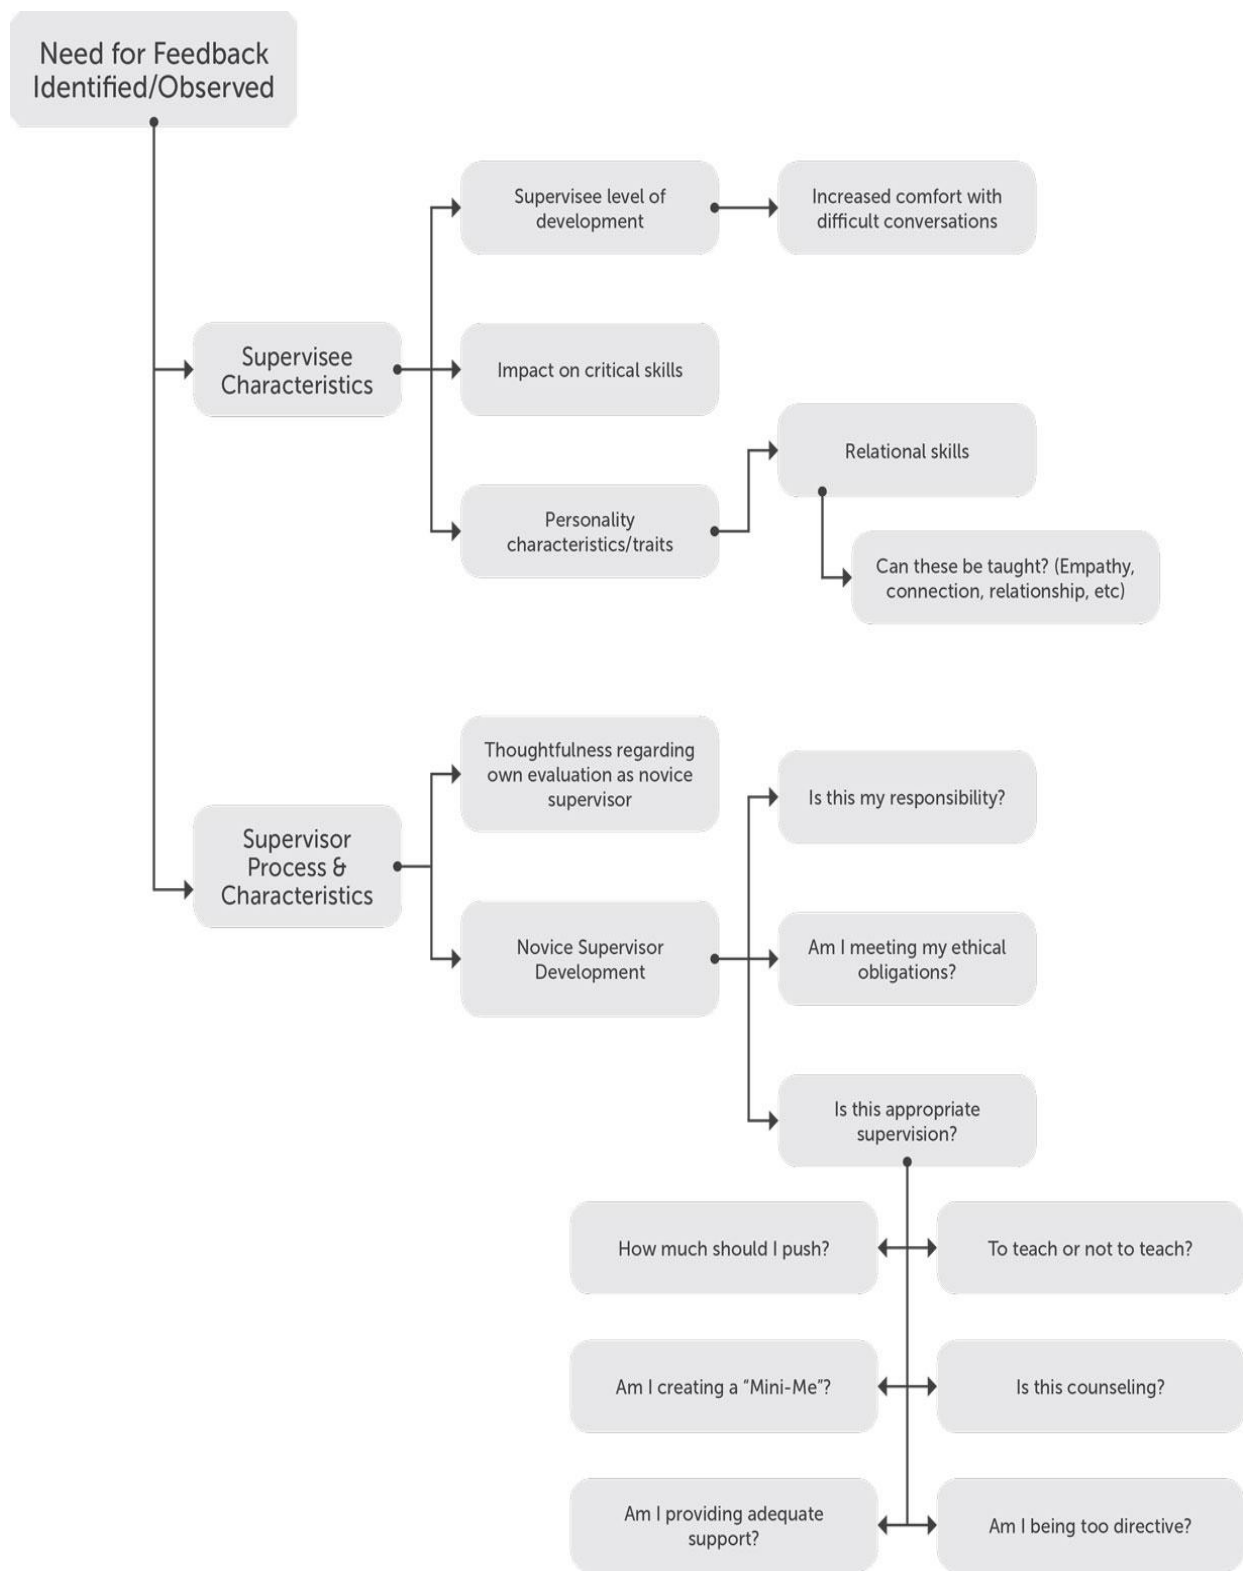 Need for Feedback
Identified/Observed
Supervisee level of
development
Increased comfort with
difficult conversations
Supervisee
Characteristics
Impact on critical skills
Relational skills
Personality
characteristics/traits
Can these be taught? (Empathy,
connection, relationship, etc)
Thoughtfulness regarding
own evaluation as novice
supervisor
Is this my responsibility?
Supervisor
Process &
Characteristics
Novice Supervisor
Development
Am I meeting my ethical
obligations?
Is this appropriate
supervision?
How much should I push?
To teach or not to teach?
Am I creating a “Mini-Me”?
Is this counseling?
Am I providing adequate
support?
Am I being too directive?